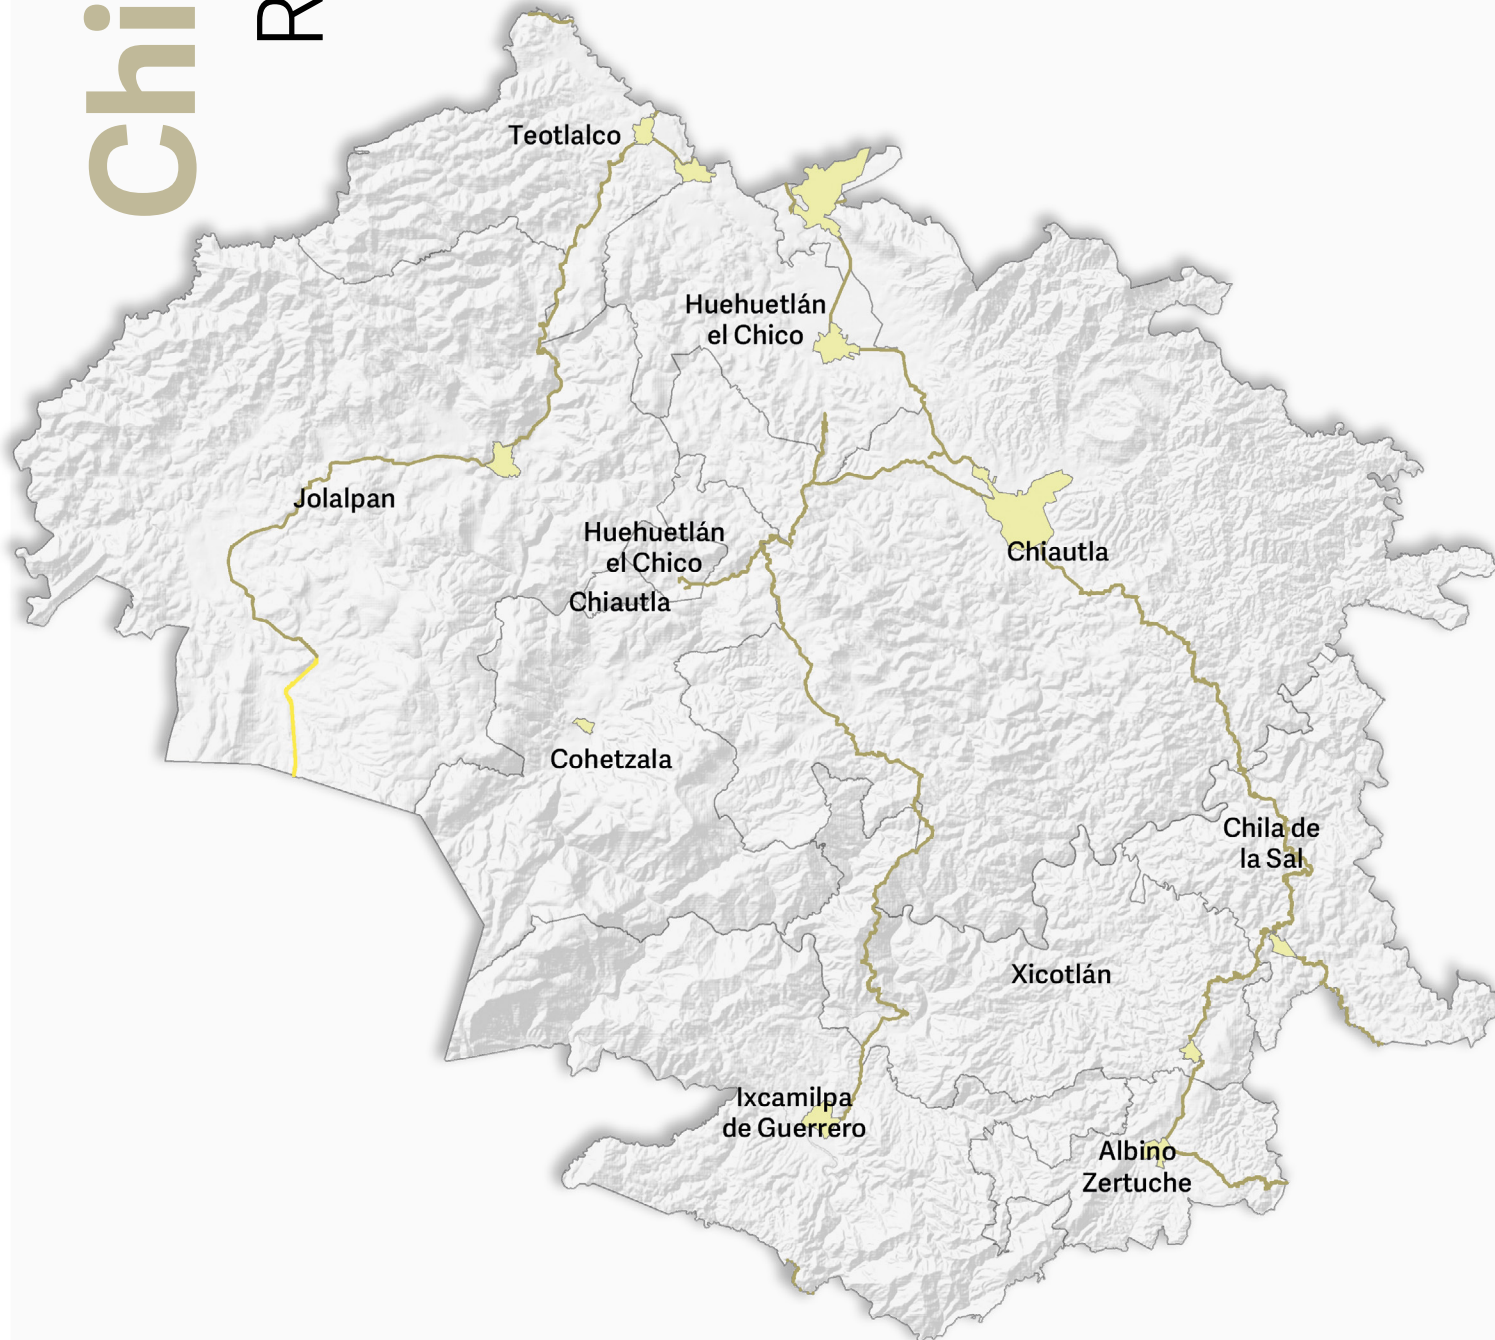 Chi
R
Teotlalco
Huehuetlán
el Chico
Jolalpan
Huehuetlán
el Chico
Chiautla
Chiautla
Cohetzala
Chila de
la Sal
Xicotlán
Ixcamilpa
de Guerrero
Albino
Zertuche